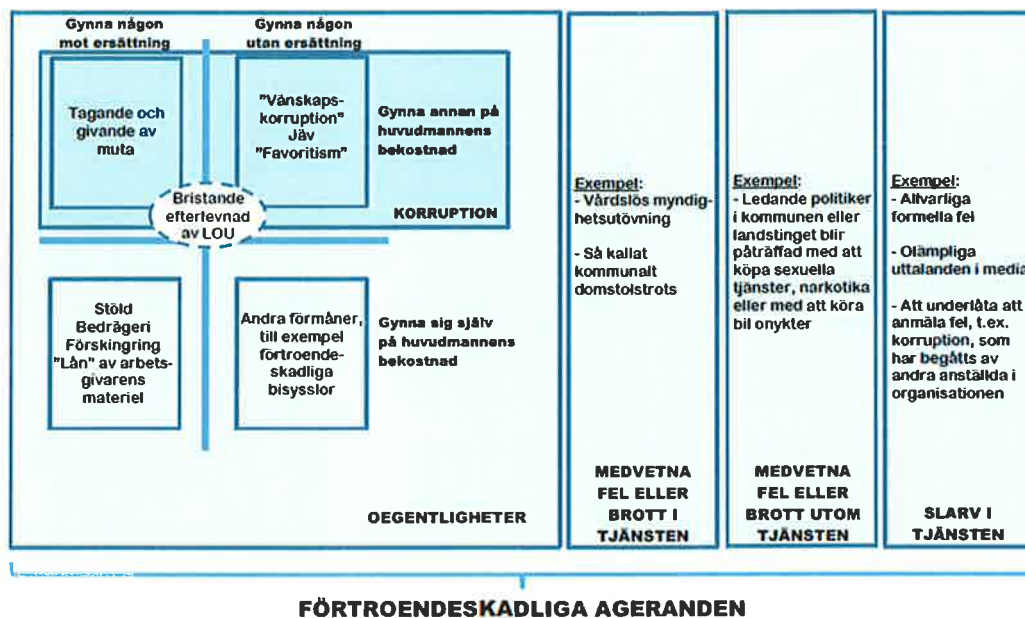 Gynna någon
mot ersättning
Gynna någon
utan ersättning
Tagande och
givande av
muta
"Vänskaps-
korruption"
Jäv
"Favoritism"
Gynna annan på
huvudmannens
bekostnad
Bristande
efterlevnad
av LOU
KORRUPTION
Stöld
Bedrägeri
Förskingring
"Lån" av arbets-
givarens
materiel
Andra förmåner,
till exempel
förtroende-
skadliga
bisysslor
Gynna sig själv
på huvudmannens
bekostnad
OEGENTLIGHETER
Exempel:
- Vårdslös myndig-
hetsutövning
- Så kallat
kommunalt
domstolstrots
MEDVETNA
FEL ELLER
BROTT I
TJÄNSTEN
Exempel:
- Ledande politiker
i kommunen eller
landstinget blir
påträffad med att
köpa sexuella
tjänster, narkotika
eller med att köra
bil onykter
MEDVETNA
FEL ELLER
BROTT UTOM
TJÄNSTEN
Exempel:
- Allvarliga
formella fel
- Olämpliga
uttalanden i media
- Att underlåta att
anmäla fel, t.ex.
korruption, som
har begåtts av
andra anställda i
organisationen
SLARV I
TJÄNSTEN
FÖRTROENDESKADLIGA AGERANDEN